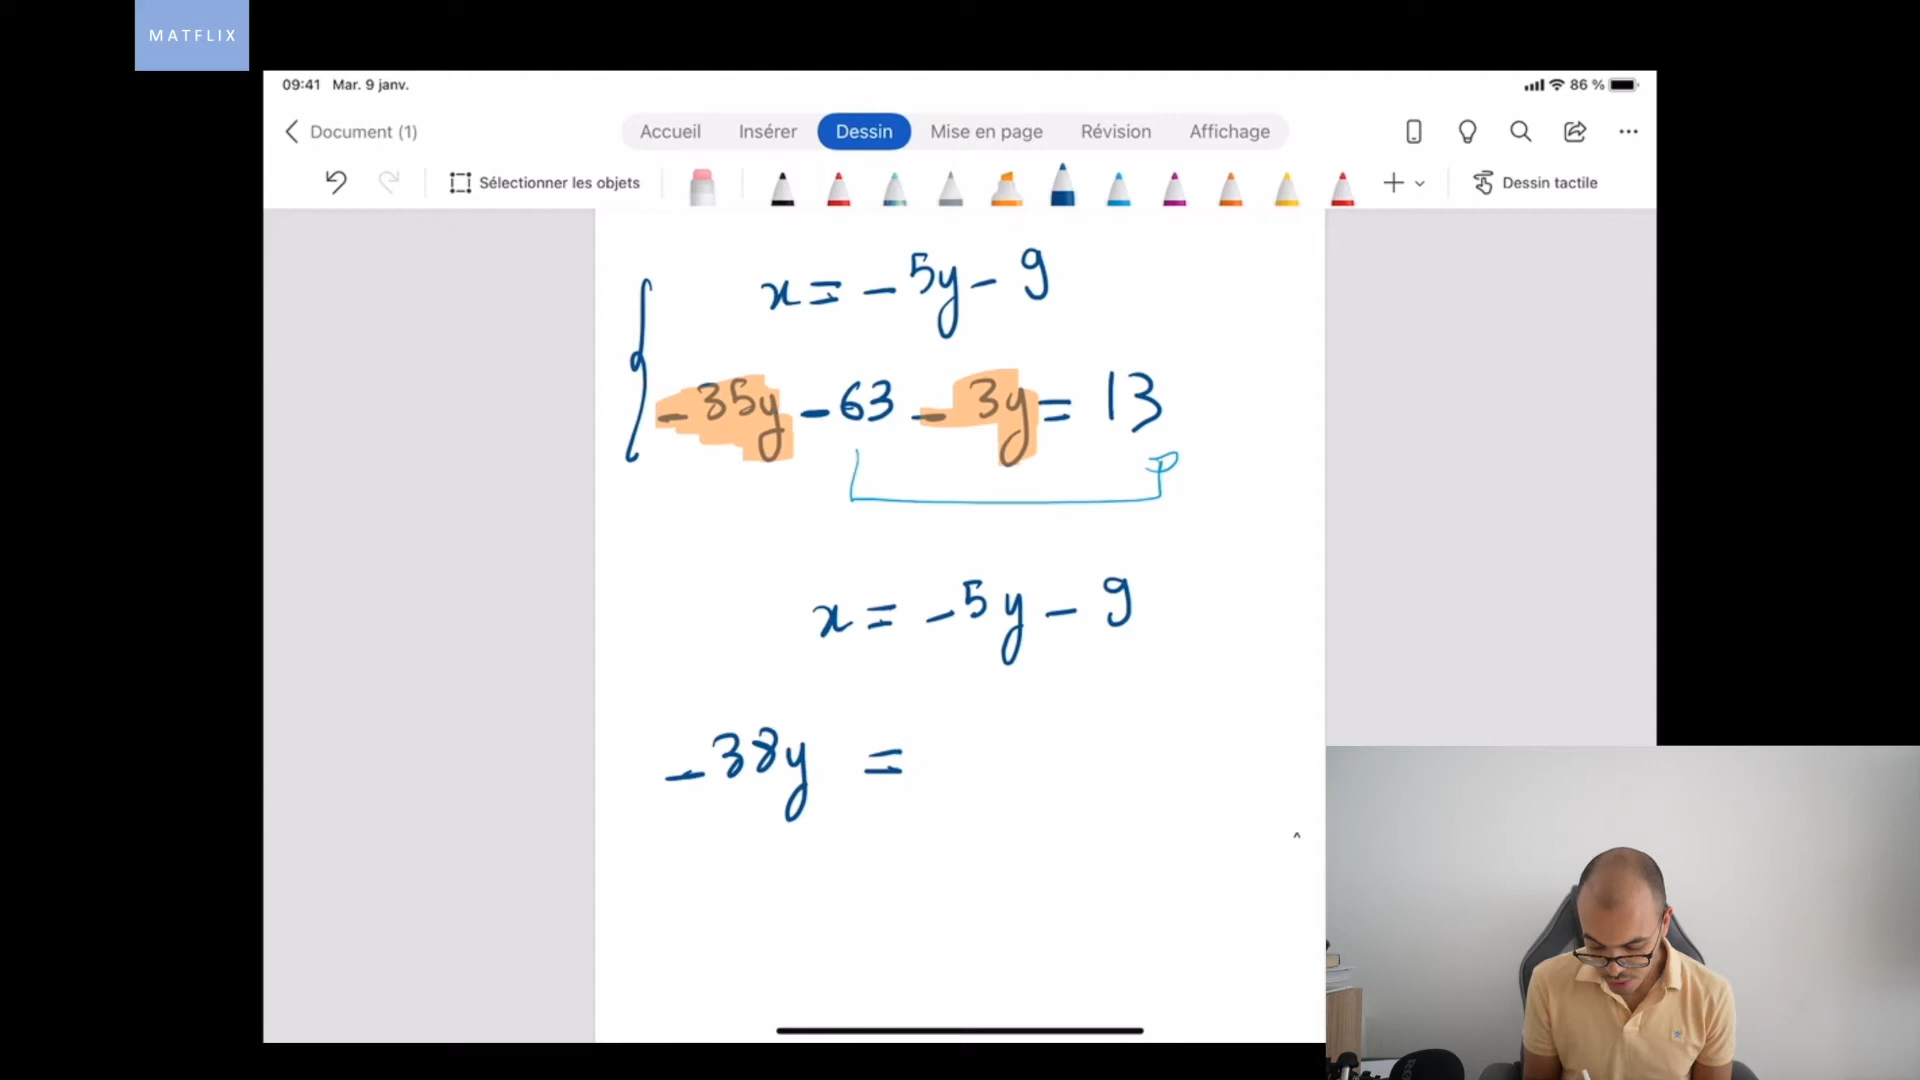 MATFLIX
09:41 Mar. 9 janv.
86 %
Document (1)
Accueil Insérer Dessin Mise en page Révision Affichage
Sélectionner les objets
Dessin tactile
x = -5y - 9
-35y - 63 - 3y = 13
x = -5y - 9
-38y =